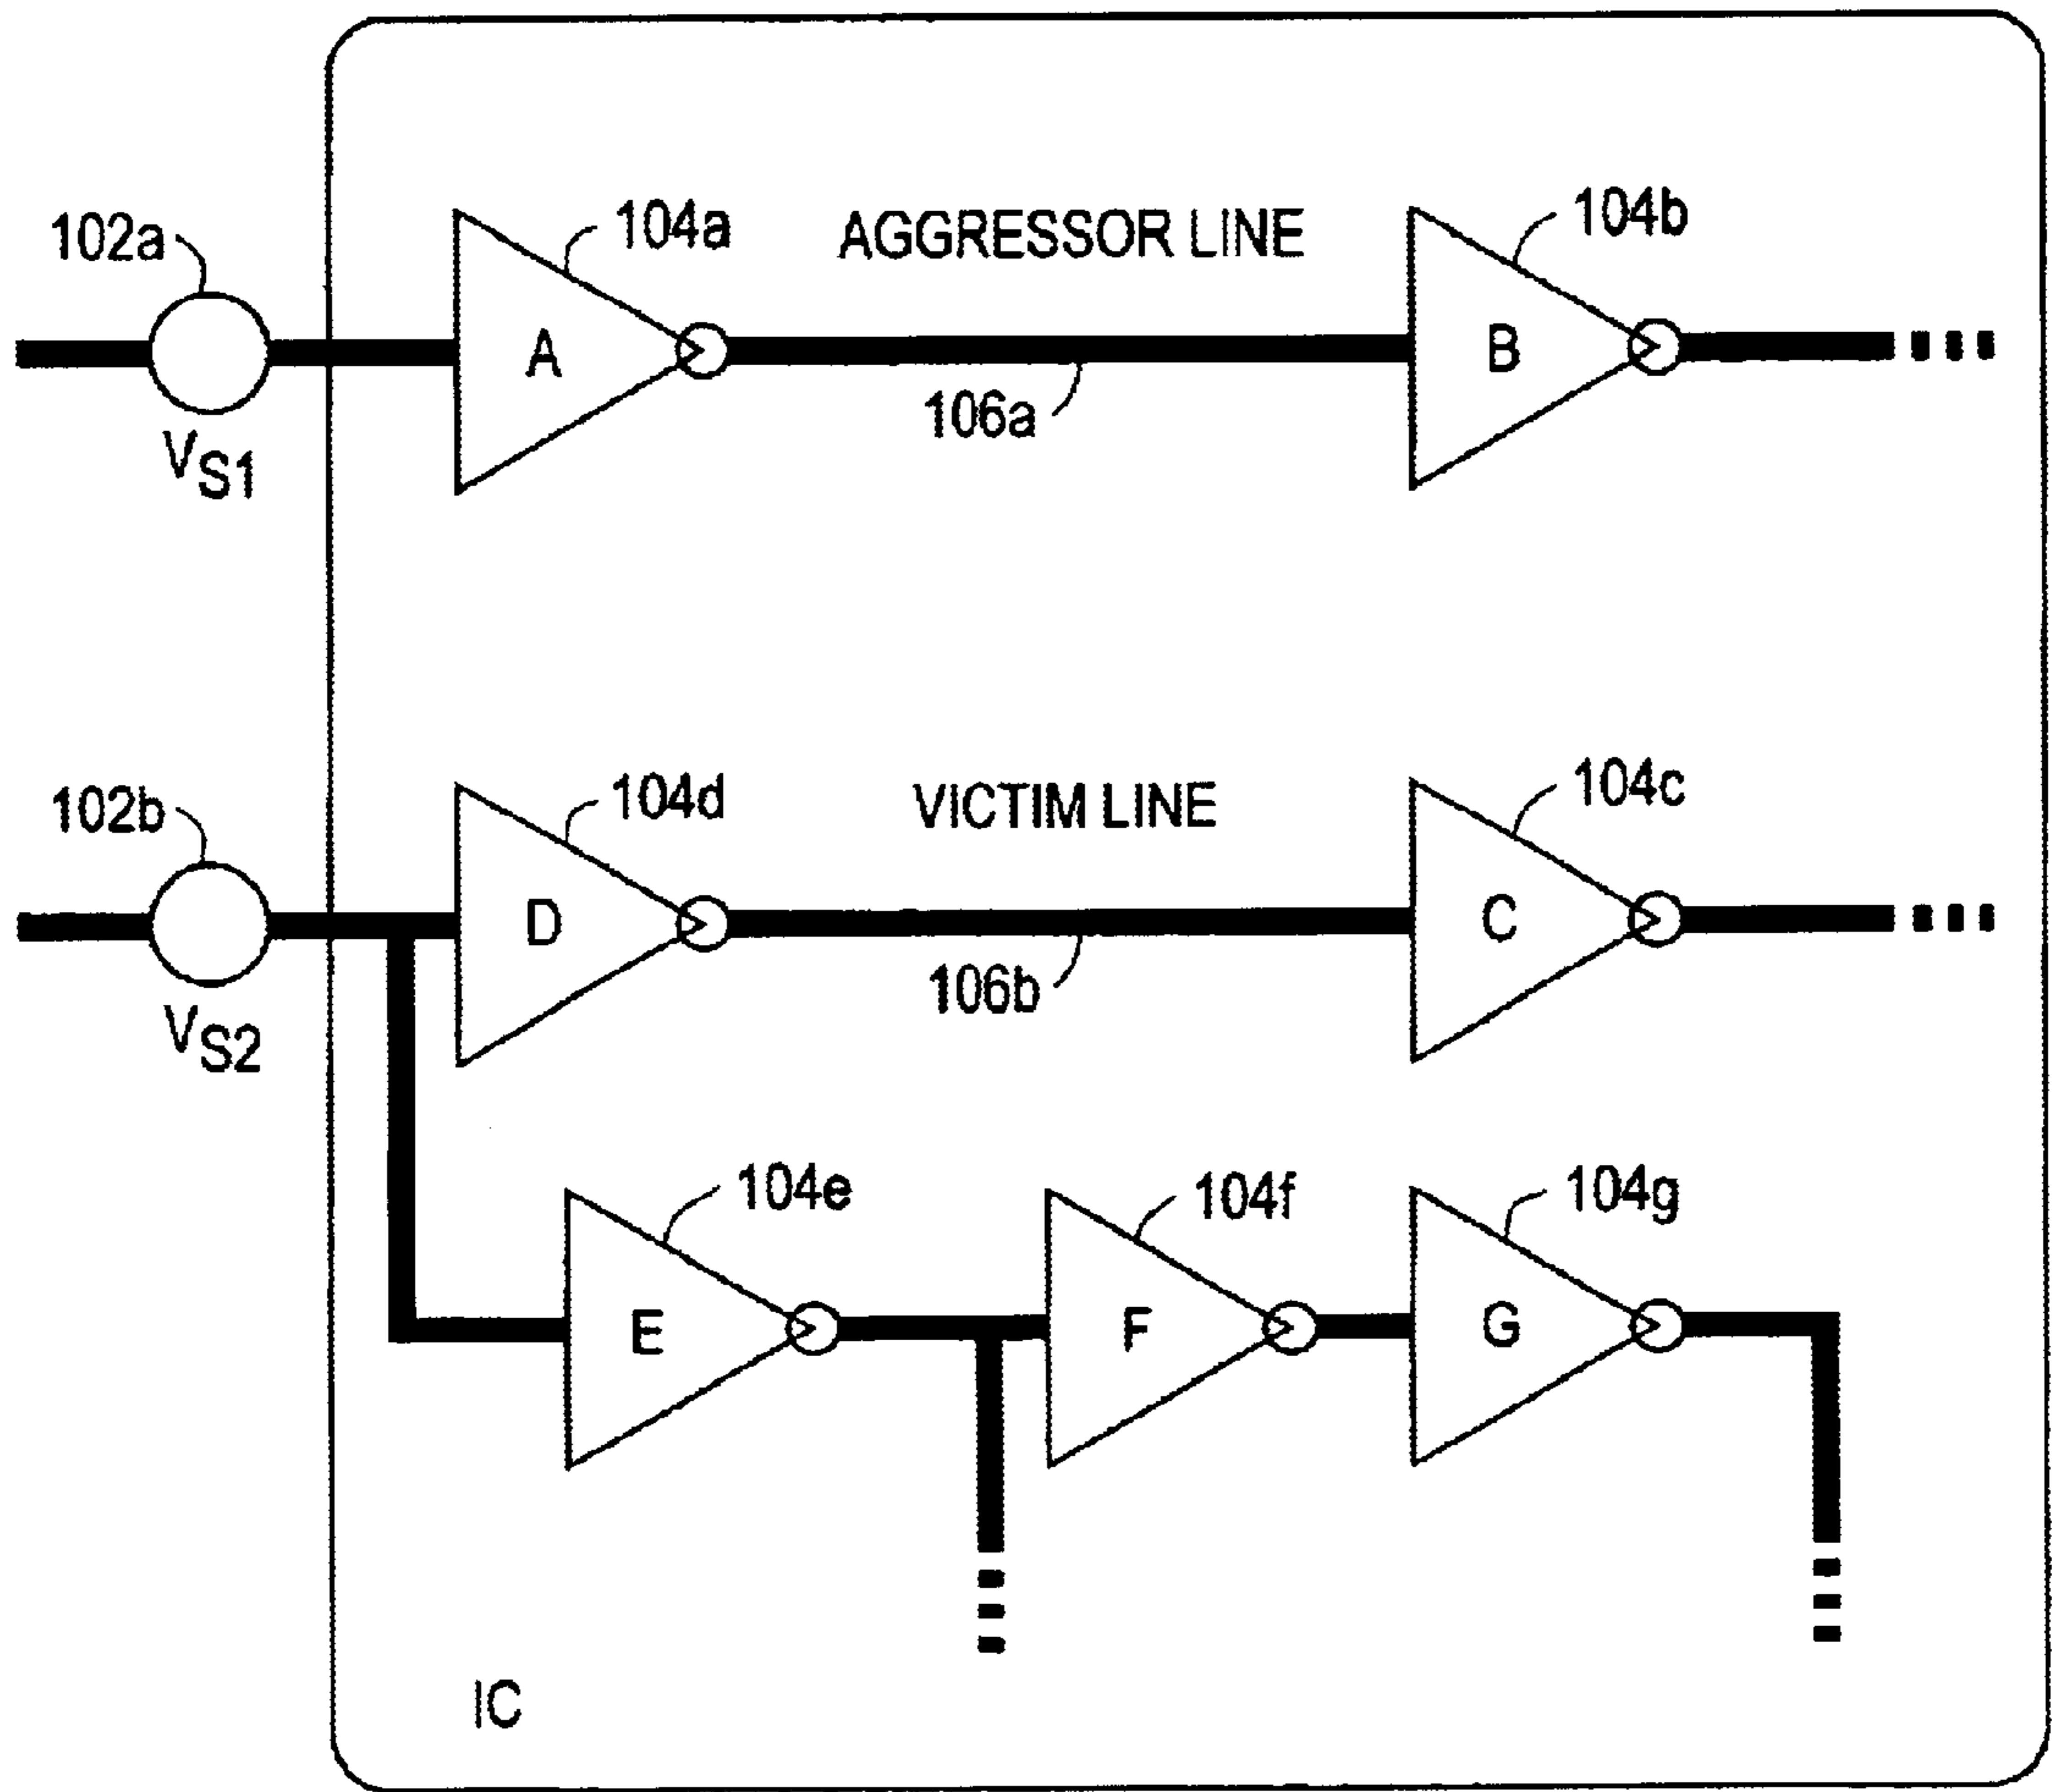 102a
104a
AGGRESSOR LINE
104b
A
B
106a
VS1
102b
104d
VICTIM LINE
104c
D
C
106b
VS2
104e
104f
104g
E
F
G
IC